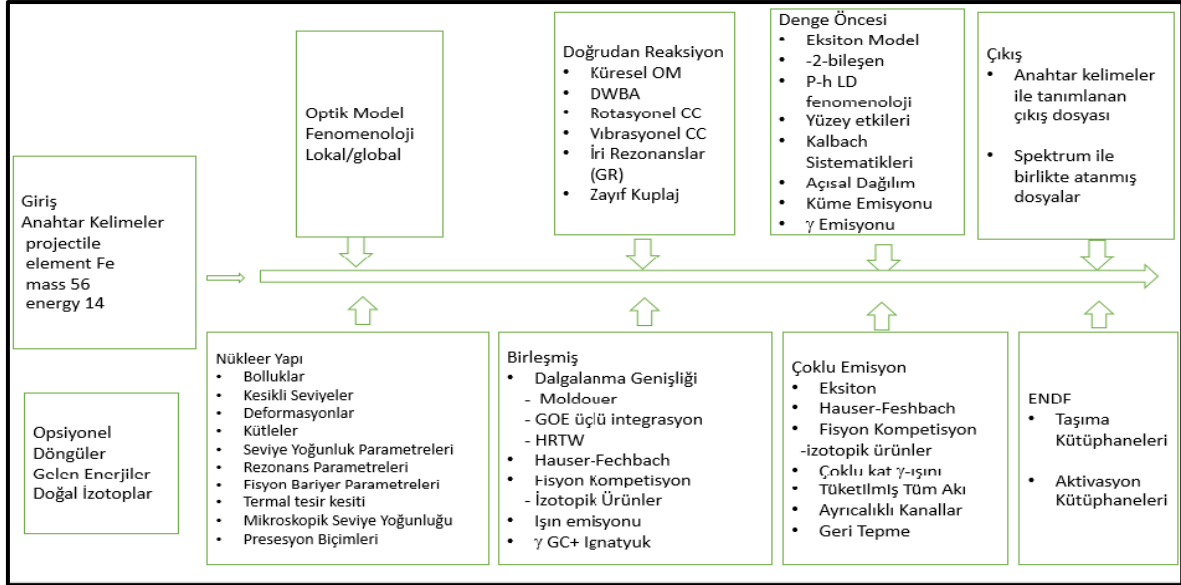 Giriş
Anahtar Kelimeler
projectile
element Fe
mass 56
energy 14
Opsiyonel
Döngüler
Gelen Enerjiler
Doğal İzotoplar
Optik Model
Fenomenoloji
Lokal/global
Doğrudan Reaksiyon
• Küresel OM
• DWBA
• Rotasyonel CC
• Vıbrasyonel CC
• İri Rezonanslar
(GR)
• Zayıf Kuplaj
Denge Öncesi
• Eksiton Model
• -2-bileşen
• P-h LD
fenomenoloji
• Yüzey etkileri
• Kalbach
Sistematikleri
• Açısal Dağılım
• Küme Emisyonu
• γ Emisyonu
Çıkış
• Anahtar kelimeler
ile tanımlanan
çıkış dosyası
• Spektrum ile
birlikte atanmış
dosyalar
Nükleer Yapı
• Bolluklar
• Kesikli Seviyeler
• Deformasyonlar
• Kütleler
• Seviye Yoğunluk Parametreleri
• Rezonans Parametreleri
• Fisyon Bariyer Parametreleri
• Termal tesir kesiti
• Mikroskopik Seviye Yoğunluğu
• Presesyon Biçimleri
Birleşmiş
• Dalgalanma Genişliği
- Moldouer
- GOE üçlü integrasyon
- HRTW
• Hauser-Fechbach
• Fisyon Kompetisyon
- İzotopik Ürünler
• Işın emisyonu
• γ GC+ Ignatyuk
Çoklu Emisyon
• Eksiton
• Hauser-Feshbach
• Fisyon Kompetisyon
-izotopik ürünler
• Çoklu kat γ-ışını
• Tüketilmiş Tüm Akı
• Ayrıcalıklı Kanallar
• Geri Tepme
ENDF
• Taşıma
Kütüphaneleri
• Aktivasyon
Kütüphaneleri